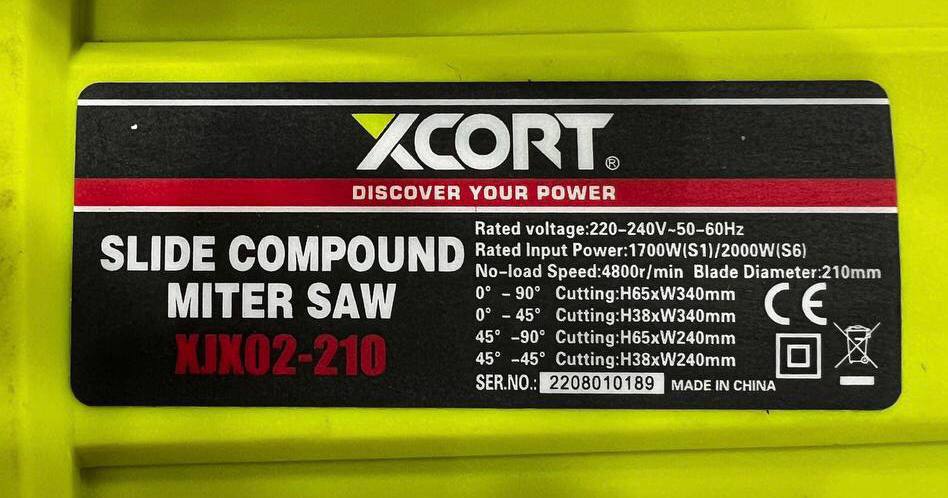 XCORT®
DISCOVER YOUR POWER
SLIDE COMPOUND
MITER SAW
XJX02-210
Rated voltage:220-240V~50-60Hz
Rated Input Power:1700W(S1)/2000W(S6)
No-load Speed:4800r/min Blade Diameter:210mm
0° - 90° Cutting:H65xW340mm
0° - 45° Cutting:H38xW340mm
45° -90° Cutting:H65xW240mm
45° -45° Cutting:H38xW240mm
CE
SER.NO.: 2208010189 MADE IN CHINA